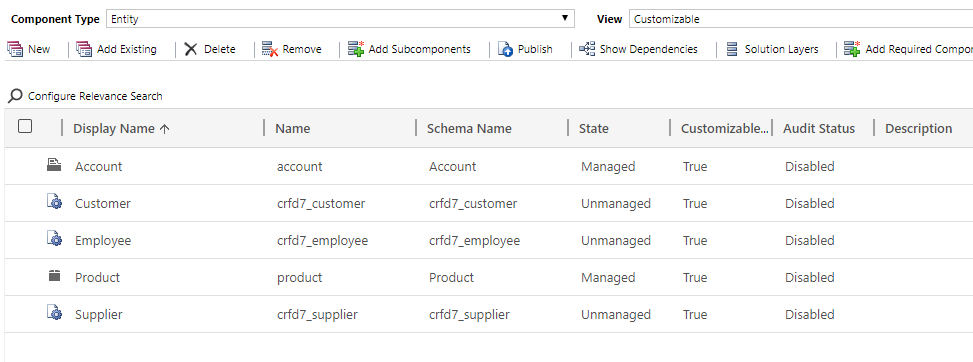 Component Type Entity View Customizable
New Add Existing Delete Remove Add Subcomponents Publish Show Dependencies Solution Layers Add Required Compo
Configure Relevance Search
Display Name Name Schema Name State Customizable... Audit Status Description
Account account Account Managed True Disabled
Customer crfd7_customer crfd7_customer Unmanaged True Disabled
Employee crfd7_employee crfd7_employee Unmanaged True Disabled
Product product Product Managed True Disabled
Supplier crfd7_supplier crfd7_supplier Unmanaged True Disabled